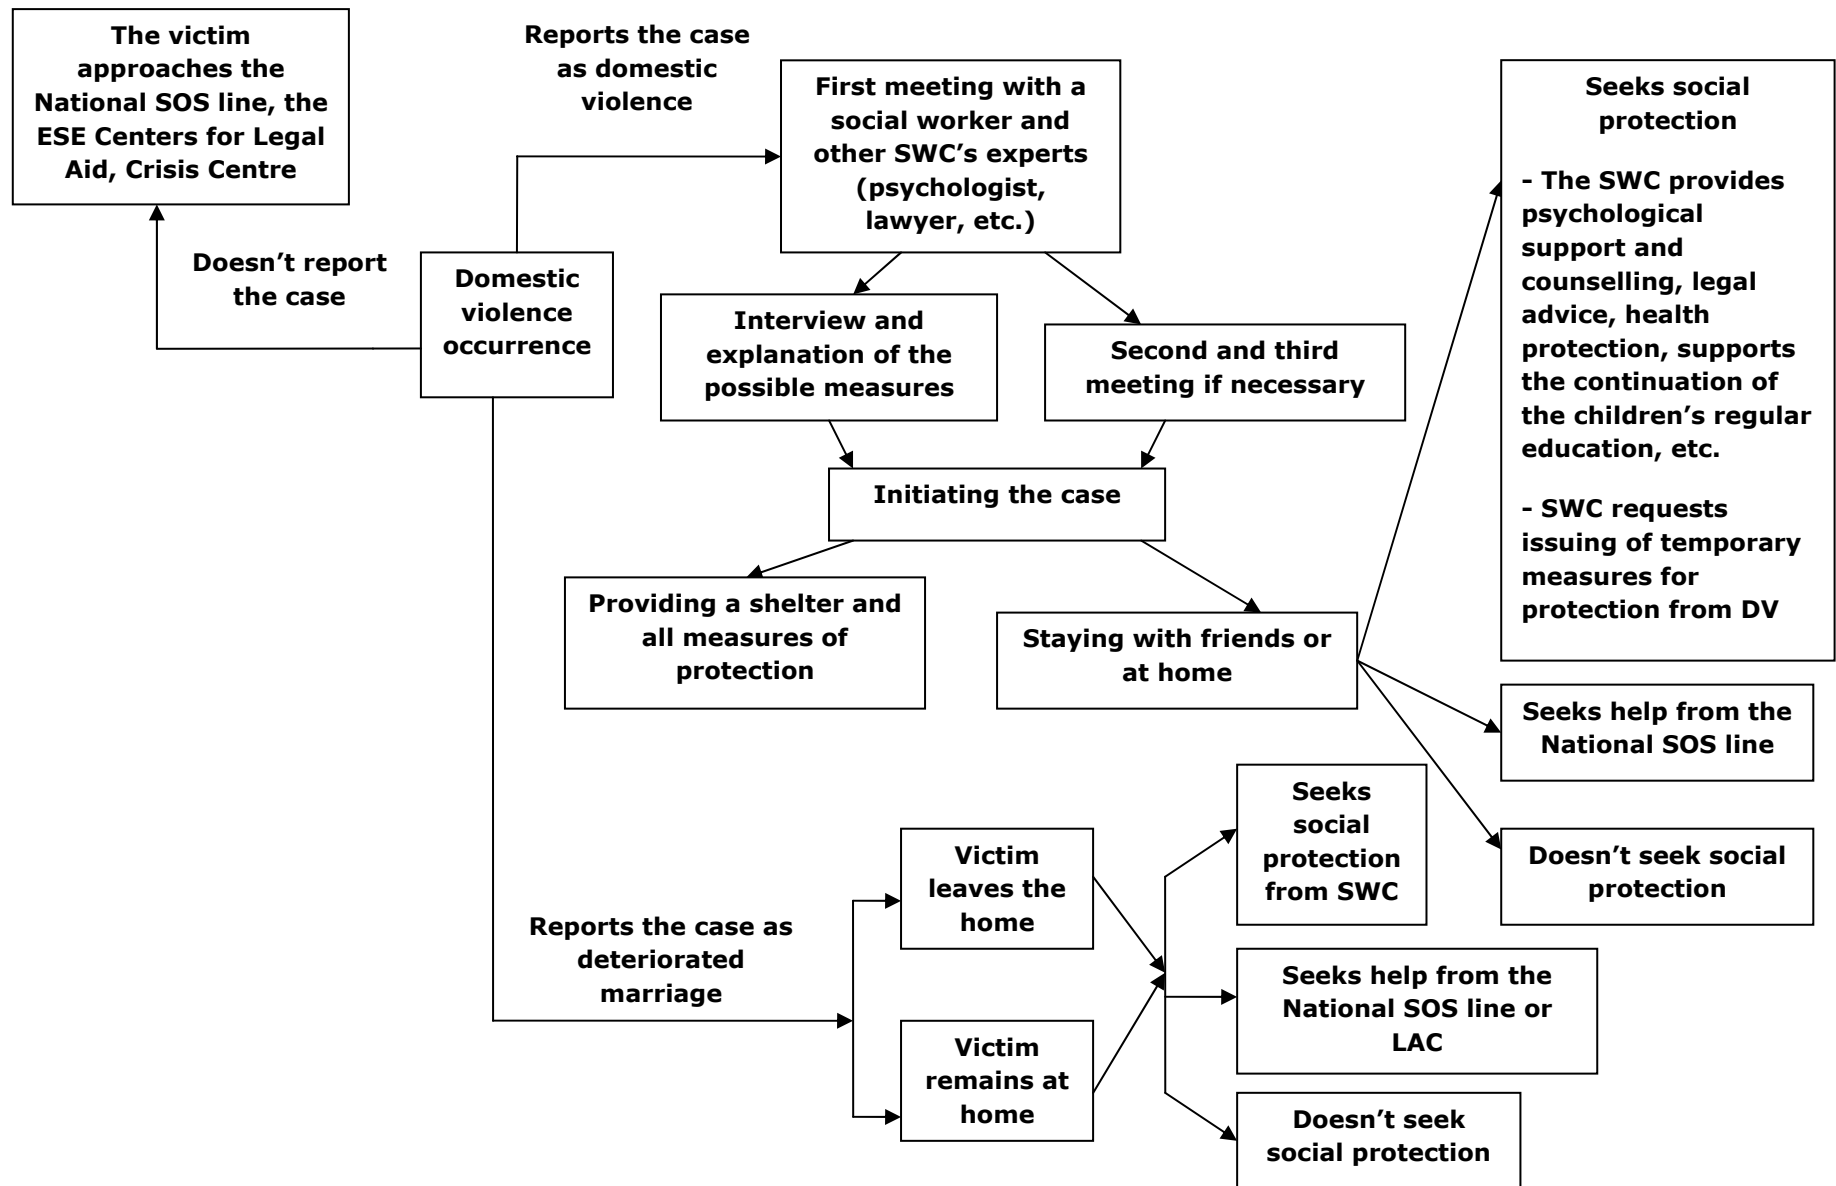 The victim
approaches the
National SOS line, the
ESE Centers for Legal
Aid, Crisis Centre
Reports the case
as domestic
violence
First meeting with a
social worker and
other SWC’s experts
(psychologist,
lawyer, etc.)
Seeks social
protection
– The SWC provides
psychological
support and
counselling, legal
advice, health
protection, supports
the continuation of
the children’s regular
education, etc.
– SWC requests
issuing of temporary
measures for
protection from DV
Doesn’t report
the case
Domestic
violence
occurrence
Interview and
explanation of the
possible measures
Second and third
meeting if necessary
Initiating the case
Providing a shelter and
all measures of
protection
Staying with friends or
at home
Seeks help from the
National SOS line
Doesn’t seek social
protection
Reports the case as
deteriorated
marriage
Victim
leaves the
home
Victim
remains at
home
Seeks
social
protection
from SWC
Seeks help from the
National SOS line or
LAC
Doesn’t seek
social protection